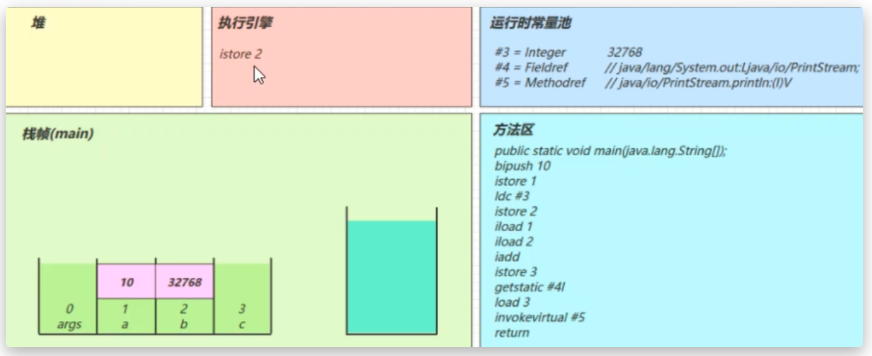 堆
执行引擎
istore 2
运行时常量池
#3 = Integer 32768
#4 = Fieldref // java/lang/System.out:Ljava/io/PrintStream;
#5 = Methodref // java/io/PrintStream.println:(I)V
栈帧(main)
10 32768
0 1 2 3
args a b c
方法区
public static void main(java.lang.String[]);
bipush 10
istore 1
ldc #3
istore 2
iload 1
iload 2
iadd
istore 3
getstatic #4l
load 3
invokevirtual #5
return